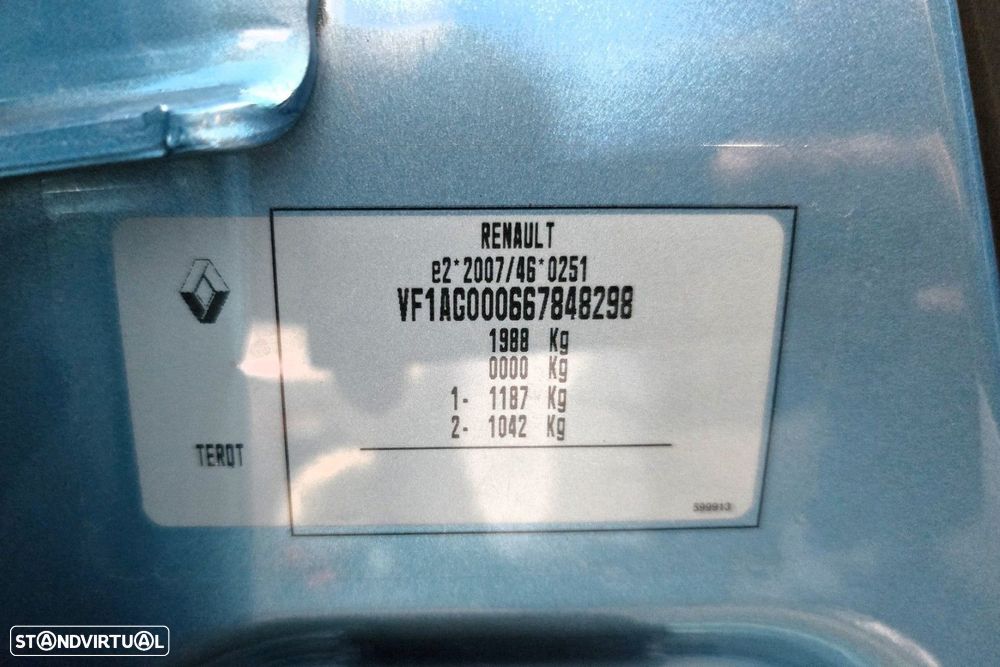 RENAULT
e2*2007/46*0251
VF1AG000667848298
1988 Kg
0000 Kg
1- 1187 Kg
2- 1042 Kg
TERQT
599913
STANDVIRTUAL